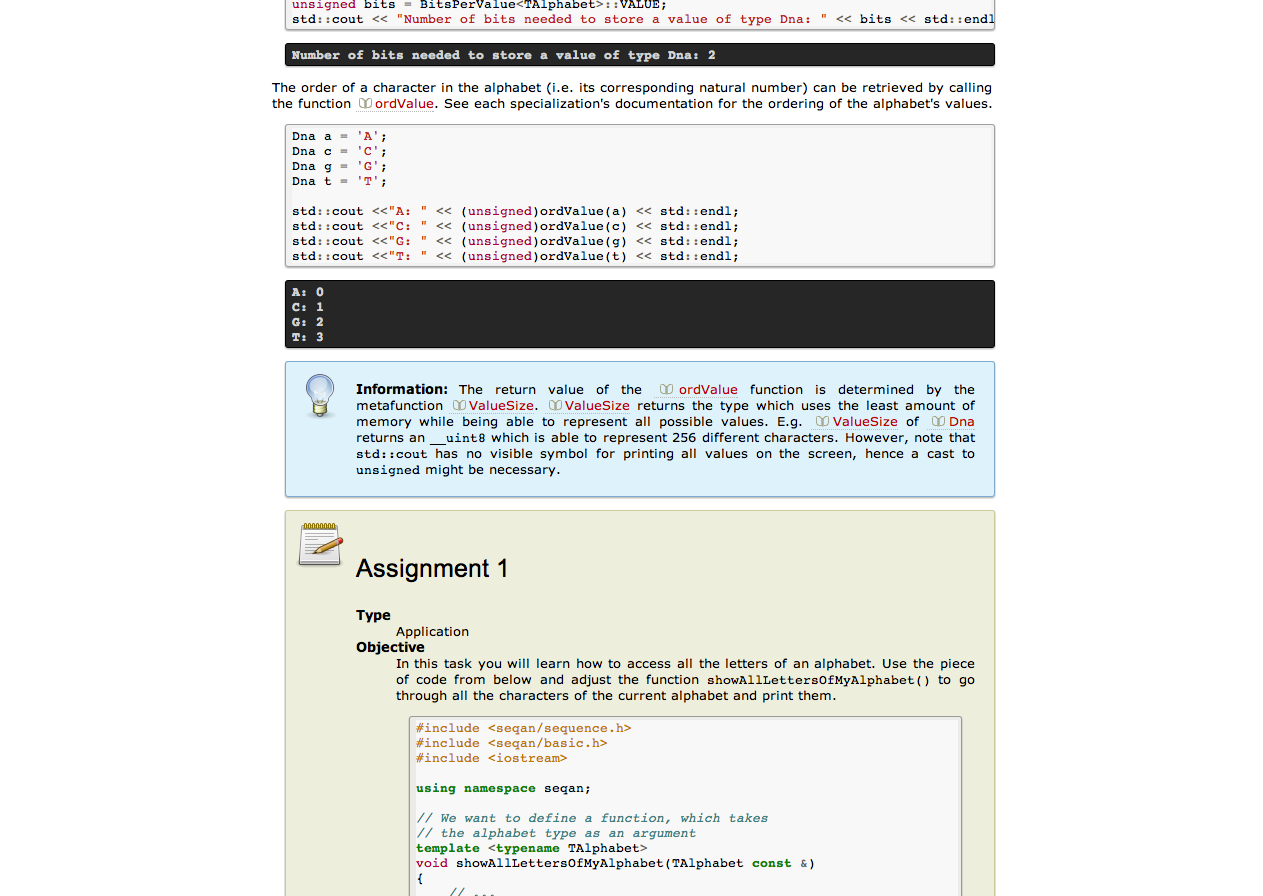 unsigned bits = BitsPerValue<TAlphabet>::VALUE;
std::cout << "Number of bits needed to store a value of type Dna: " << bits << std::endl
Number of bits needed to store a value of type Dna: 2
The order of a character in the alphabet (i.e. its corresponding natural number) can be retrieved by calling
the function ordValue. See each specialization's documentation for the ordering of the alphabet's values.
Dna a = 'A';
Dna c = 'C';
Dna g = 'G';
Dna t = 'T';
std::cout <<"A: " << (unsigned)ordValue(a) << std::endl;
std::cout <<"C: " << (unsigned)ordValue(c) << std::endl;
std::cout <<"G: " << (unsigned)ordValue(g) << std::endl;
std::cout <<"T: " << (unsigned)ordValue(t) << std::endl;
A: 0
C: 1
G: 2
T: 3
Information: The return value of the ordValue function is determined by the
metafunction ValueSize. ValueSize returns the type which uses the least amount of
memory while being able to represent all possible values. E.g. ValueSize of Dna
returns an __uint8 which is able to represent 256 different characters. However, note that
std::cout has no visible symbol for printing all values on the screen, hence a cast to
unsigned might be necessary.
Assignment 1
Type
Application
Objective
In this task you will learn how to access all the letters of an alphabet. Use the piece
of code from below and adjust the function showAllLettersOfMyAlphabet() to go
through all the characters of the current alphabet and print them.
#include <seqan/sequence.h>
#include <seqan/basic.h>
#include <iostream>
using namespace seqan;
// We want to define a function, which takes
// the alphabet type as an argument
template <typename TAlphabet>
void showAllLettersOfMyAlphabet(TAlphabet const &)
{
// ...